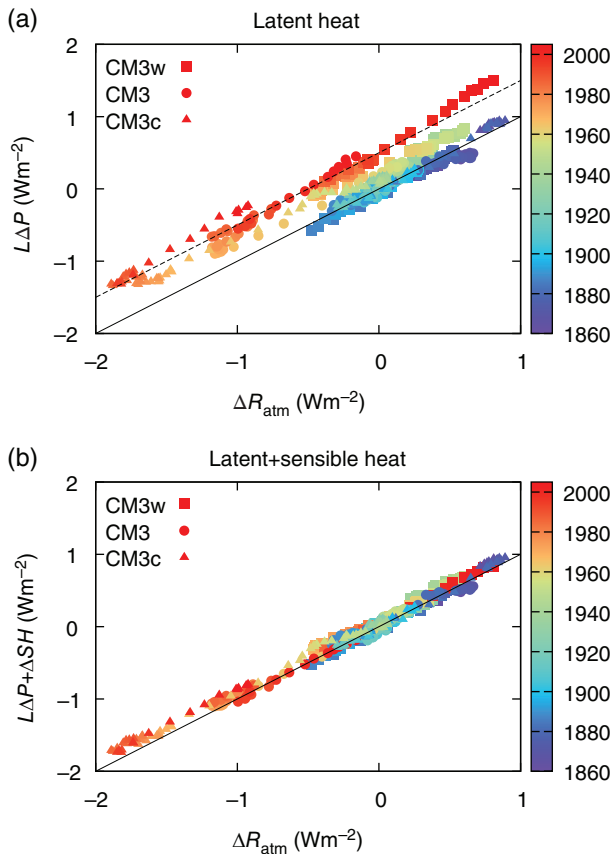 (a)
Latent heat
CM3w
CM3
CM3c
2
1
0
−1
−2
LΔP (Wm−2)
−2
−1
0
1
ΔRatm (Wm−2)
2000
1980
1960
1940
1920
1900
1880
1860
(b)
Latent+sensible heat
CM3w
CM3
CM3c
2
1
0
−1
−2
LΔP+ΔSH (Wm−2)
−2
−1
0
1
ΔRatm (Wm−2)
2000
1980
1960
1940
1920
1900
1880
1860